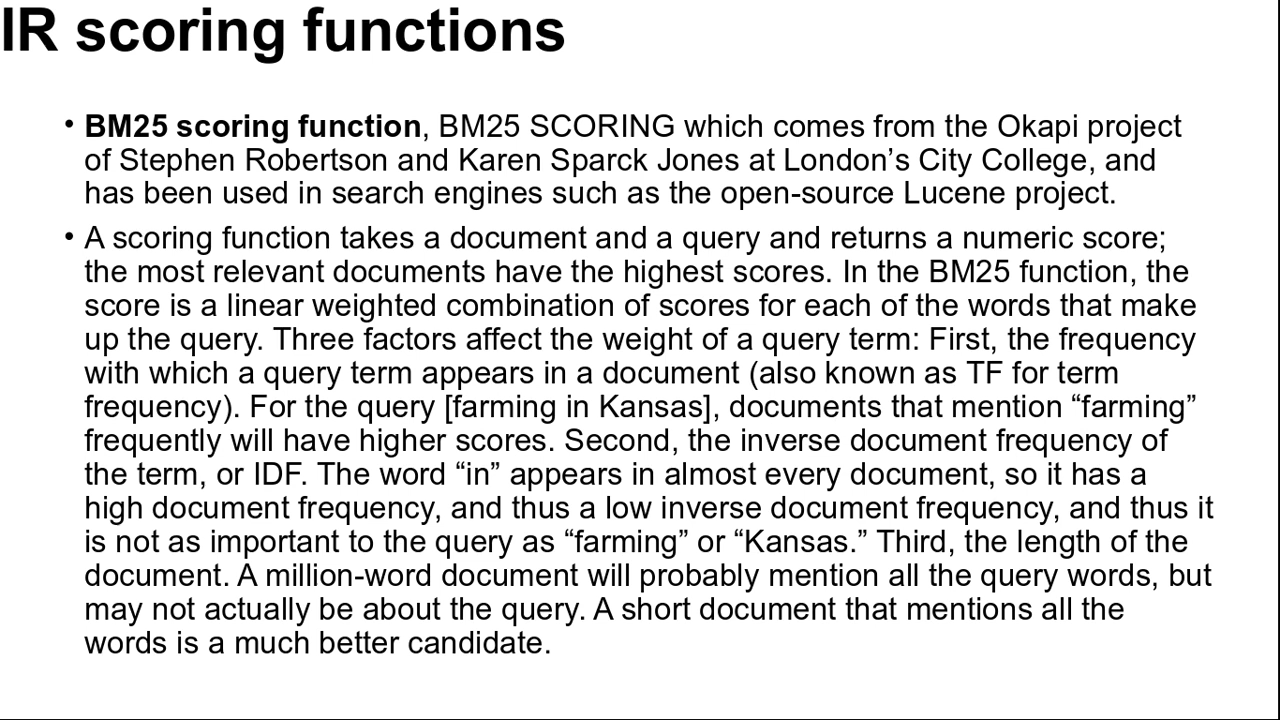 IR scoring functions
• BM25 scoring function, BM25 SCORING which comes from the Okapi project
of Stephen Robertson and Karen Sparck Jones at London’s City College, and
has been used in search engines such as the open-source Lucene project.
• A scoring function takes a document and a query and returns a numeric score;
the most relevant documents have the highest scores. In the BM25 function, the
score is a linear weighted combination of scores for each of the words that make
up the query. Three factors affect the weight of a query term: First, the frequency
with which a query term appears in a document (also known as TF for term
frequency). For the query [farming in Kansas], documents that mention “farming”
frequently will have higher scores. Second, the inverse document frequency of
the term, or IDF. The word “in” appears in almost every document, so it has a
high document frequency, and thus a low inverse document frequency, and thus it
is not as important to the query as “farming” or “Kansas.” Third, the length of the
document. A million-word document will probably mention all the query words, but
may not actually be about the query. A short document that mentions all the
words is a much better candidate.